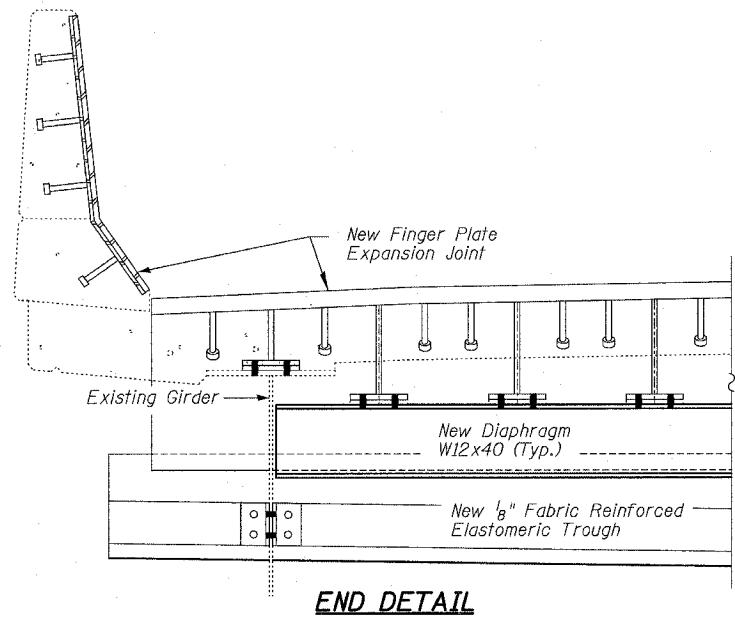 New Finger Plate
Expansion Joint
Existing Girder
New Diaphragm
W12x40 (Typ.)
New 1/8" Fabric Reinforced
Elastomeric Trough
END DETAIL